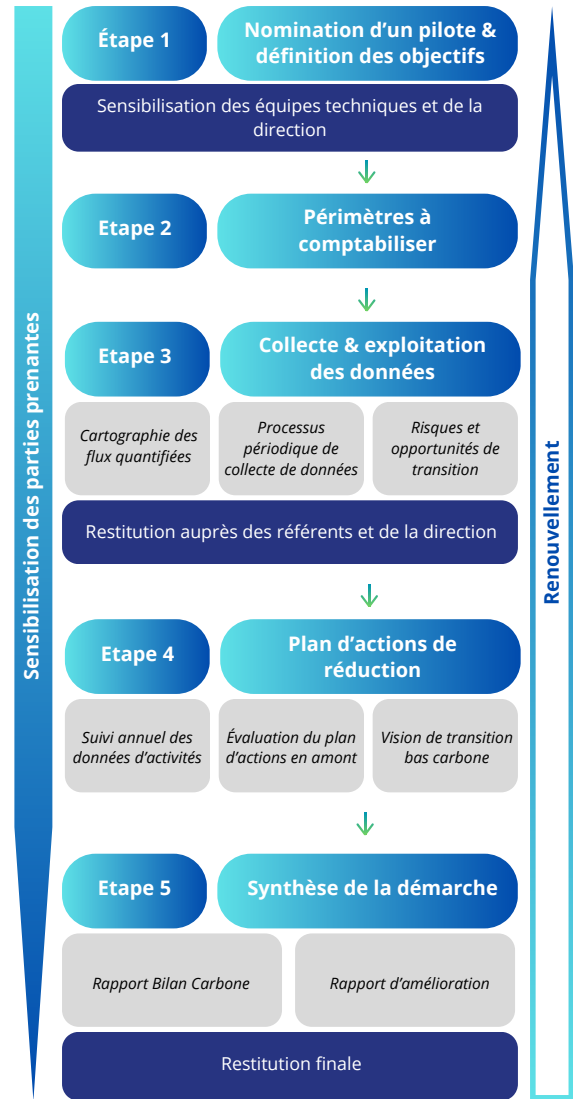 Étape 1
Nomination d’un pilote &
définition des objectifs
Sensibilisation des équipes techniques et de la
direction
Etape 2
Périmètres à
comptabiliser
Etape 3
Collecte & exploitation
des données
Cartographie des
flux quantifiées
Processus
périodique de
collecte de données
Risques et
opportunités de
transition
Restitution auprès des référents et de la direction
Etape 4
Plan d’actions de
réduction
Suivi annuel des
données d’activités
Évaluation du plan
d’actions en amont
Vision de transition
bas carbone
Etape 5
Synthèse de la démarche
Rapport Bilan Carbone
Rapport d’amélioration
Restitution finale
Sensibilisation des parties prenantes
Renouvellement